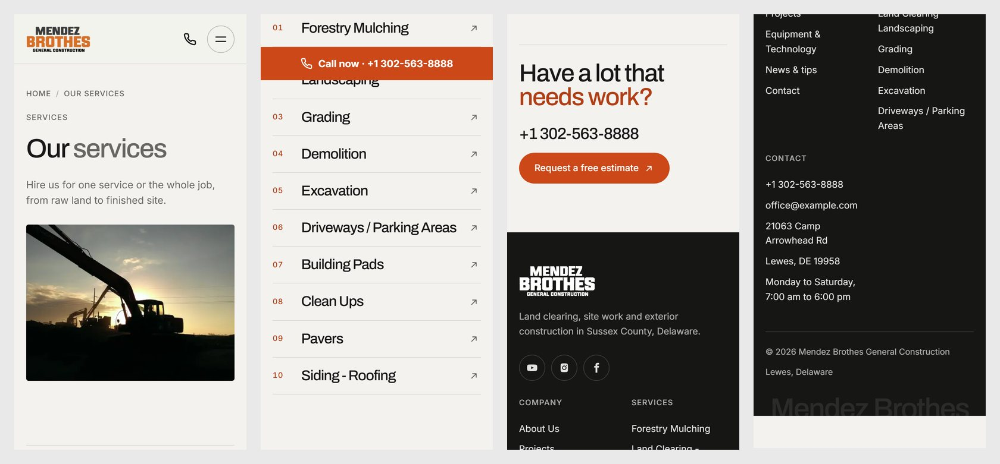 MENDEZ
BROTHES
GENERAL CONSTRUCTION
HOME / OUR SERVICES
SERVICES
Our services
Hire us for one service or the whole job,
from raw land to finished site.
01 Forestry Mulching
Call now · +1 302-563-8888
Landscaping
03 Grading
04 Demolition
05 Excavation
06 Driveways / Parking Areas
07 Building Pads
08 Clean Ups
09 Pavers
10 Siding - Roofing
Have a lot that
needs work?
+1 302-563-8888
Request a free estimate
MENDEZ
BROTHES
GENERAL CONSTRUCTION
Land clearing, site work and exterior
construction in Sussex County, Delaware.
COMPANY
SERVICES
About Us
Forestry Mulching
Projects
Land Clearing -
Projects
Land Clearing
Landscaping
Equipment &
Technology
Grading
News & tips
Demolition
Contact
Excavation
Driveways / Parking
Areas
CONTACT
+1 302-563-8888
office@example.com
21063 Camp
Arrowhead Rd
Lewes, DE 19958
Monday to Saturday,
7:00 am to 6:00 pm
© 2026 Mendez Brothes General Construction
Lewes, Delaware
Mendez Brothes